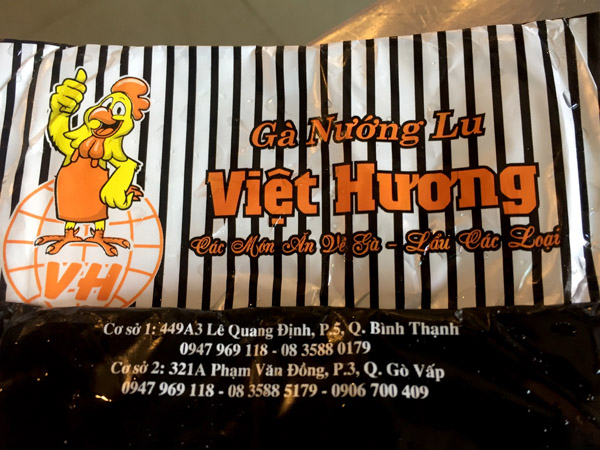 Gà Nướng Lu
Việt Hương
Các Món Ăn Về Gà - Lẩu Các Loại
VH
Cơ sở 1: 449A3 Lê Quang Định, P.5, Q. Bình Thạnh
0947 969 118 - 08 3588 0179
Cơ sở 2: 321A Phạm Văn Đồng, P.3, Q. Gò Vấp
0947 969 118 - 08 3588 5179 - 0906 700 409